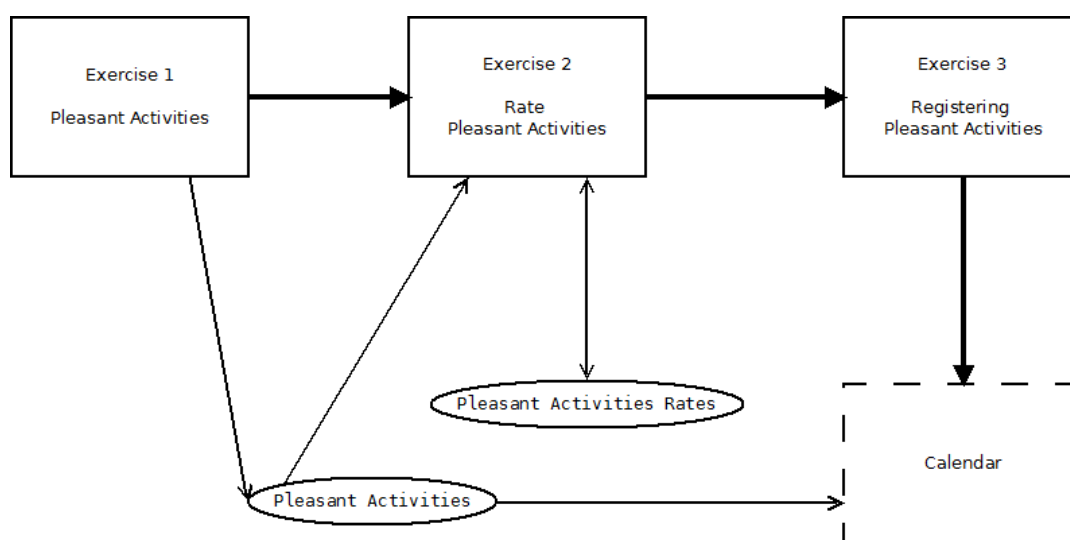 Exercise 1
Pleasant Activities
Exercise 2
Rate
Pleasant Activities
Exercise 3
Registering
Pleasant Activities
Pleasant Activities Rates
Calendar
Pleasant Activities